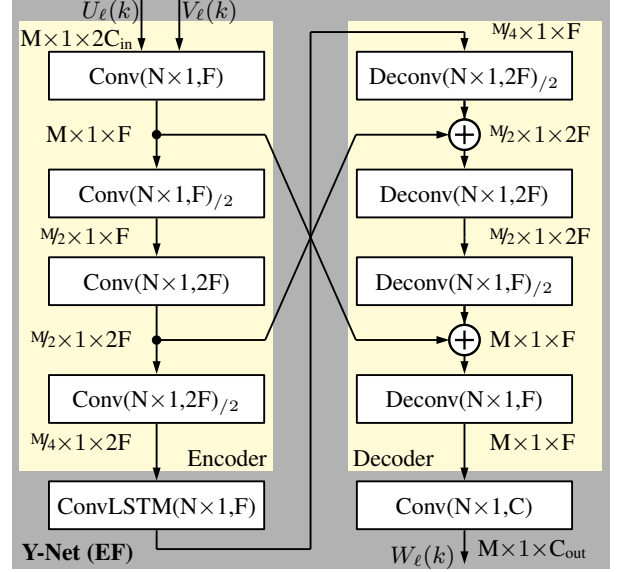 Uℓ(k) Vℓ(k)
M×1×2Cin
Conv(N×1,F)
M×1×F
Conv(N×1,F)/2
M/2×1×F
Conv(N×1,2F)
M/2×1×2F
Conv(N×1,2F)/2
M/4×1×2F
Encoder
ConvLSTM(N×1,F)
Y-Net (EF)
M/4×1×F
Deconv(N×1,2F)/2
+
M/2×1×2F
Deconv(N×1,2F)
M/2×1×2F
Deconv(N×1,F)/2
+
M×1×F
Deconv(N×1,F)
M×1×F
Decoder
Conv(N×1,C)
Wℓ(k)
M×1×Cout